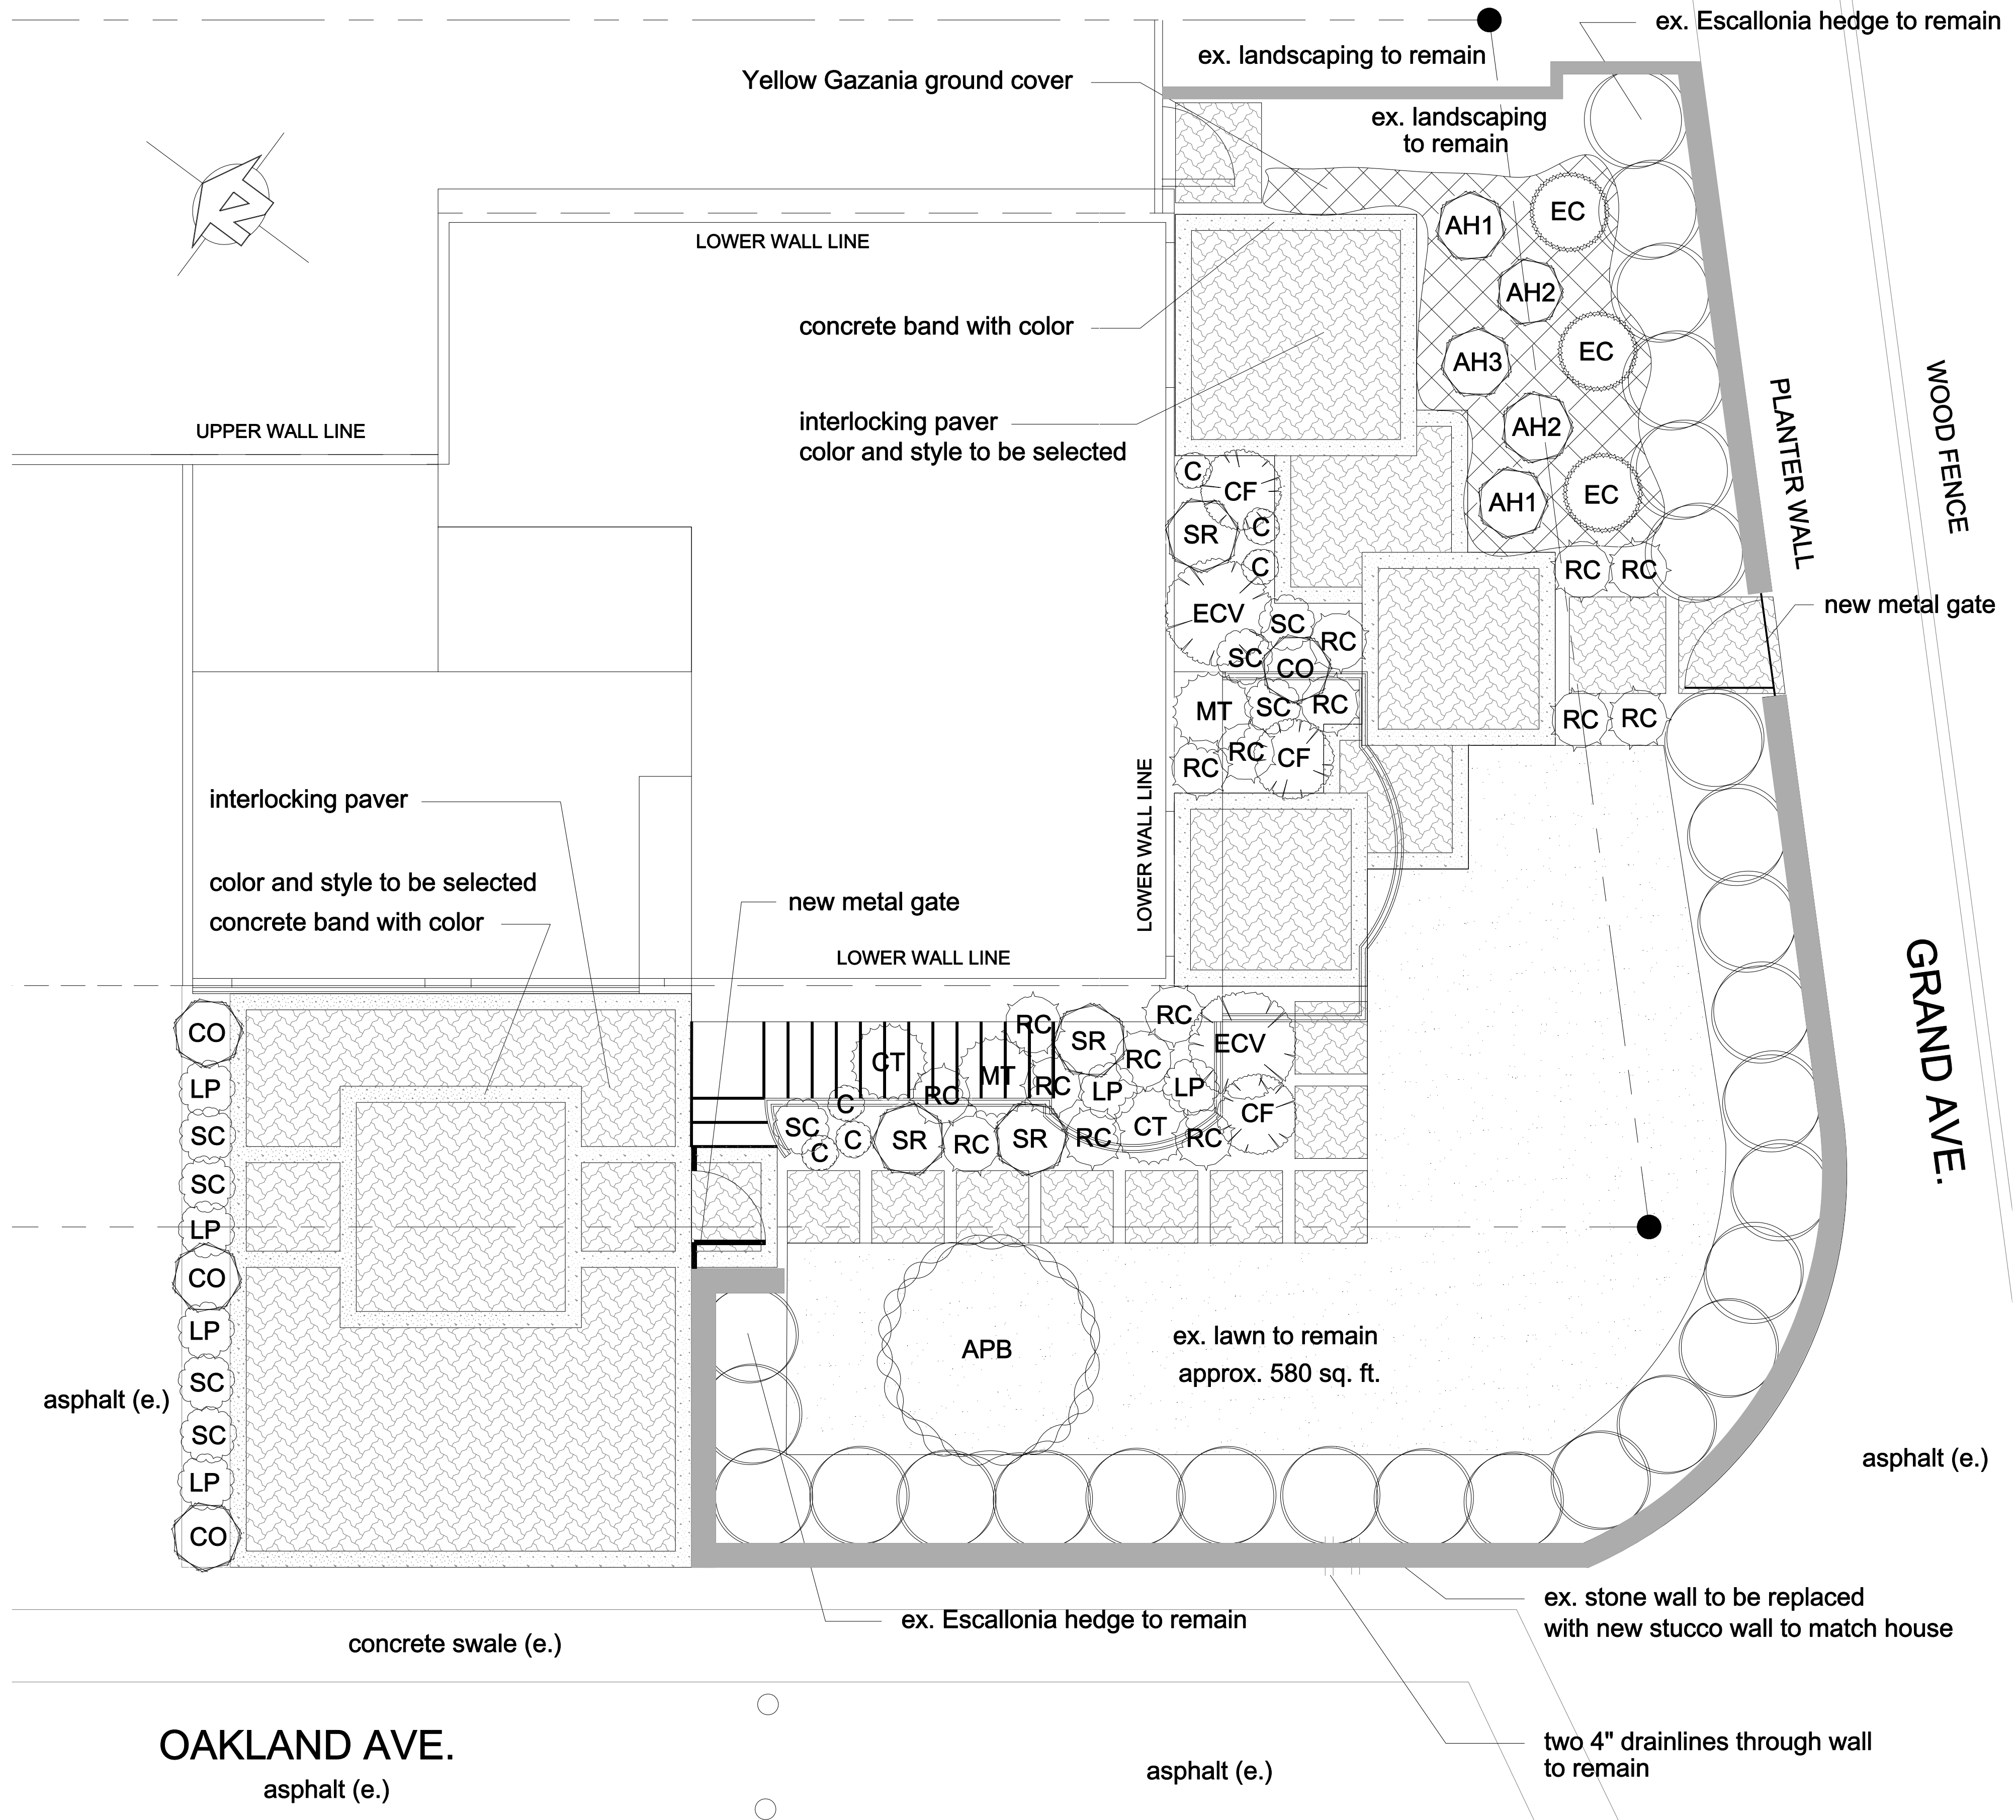 ex. Escallonia hedge to remain
ex. landscaping to remain
Yellow Gazania ground cover
ex. landscaping
to remain
EC
AH1
LOWER WALL LINE
AH2
concrete band with color
EC
AH3
PLANTER WALL
WOOD FENCE
interlocking paver
color and style to be selected
UPPER WALL LINE
AH2
C
CF
EC
AH1
C
SR
C
RC
RC
new metal gate
ECV
SC
RC
SC
CO
MT
SC
RC
RC
RC
RC
CF
RC
LOWER WALL LINE
interlocking paver
color and style to be selected
concrete band with color
new metal gate
LOWER WALL LINE
GRAND AVE.
CO
RC
RC
SR
ECV
RC
CT
MT
RC
LP
LP
RC
LP
C
CF
SC
SC
C
C
SR
RC
SR
RC
CT
RC
SC
LP
CO
LP
APB
ex. lawn to remain
approx. 580 sq. ft.
SC
asphalt (e.)
SC
asphalt (e.)
LP
CO
ex. stone wall to be replaced
with new stucco wall to match house
ex. Escallonia hedge to remain
concrete swale (e.)
two 4" drainlines through wall
to remain
OAKLAND AVE.
asphalt (e.)
asphalt (e.)